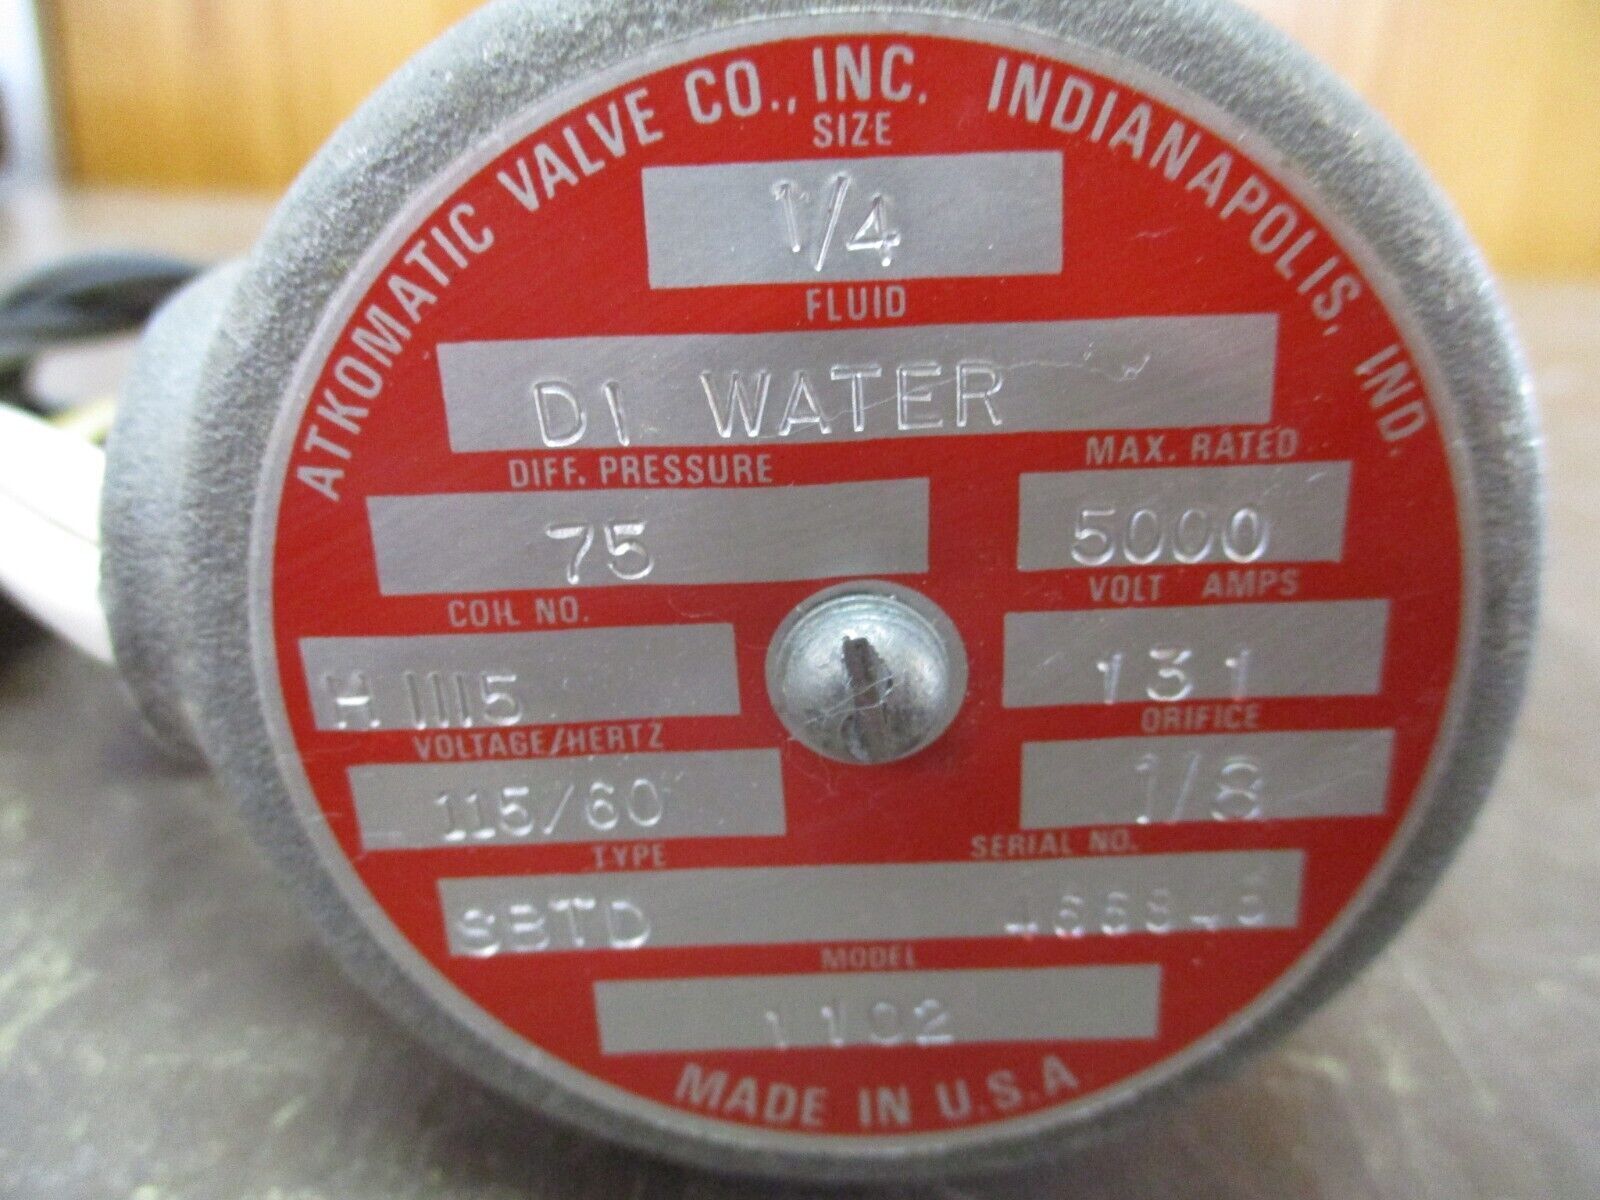 ATKOMATIC VALVE CO., INC. INDIANAPOLIS, IND.
SIZE
1/4
FLUID
DI WATER
DIFF. PRESSURE
75
MAX. RATED
5000
COIL NO.
H 1115
VOLT AMPS
131
VOLTAGE/HERTZ
115/60
ORIFICE
1/8
TYPE
SBTD
SERIAL NO.
MODEL
1102
MADE IN U.S.A